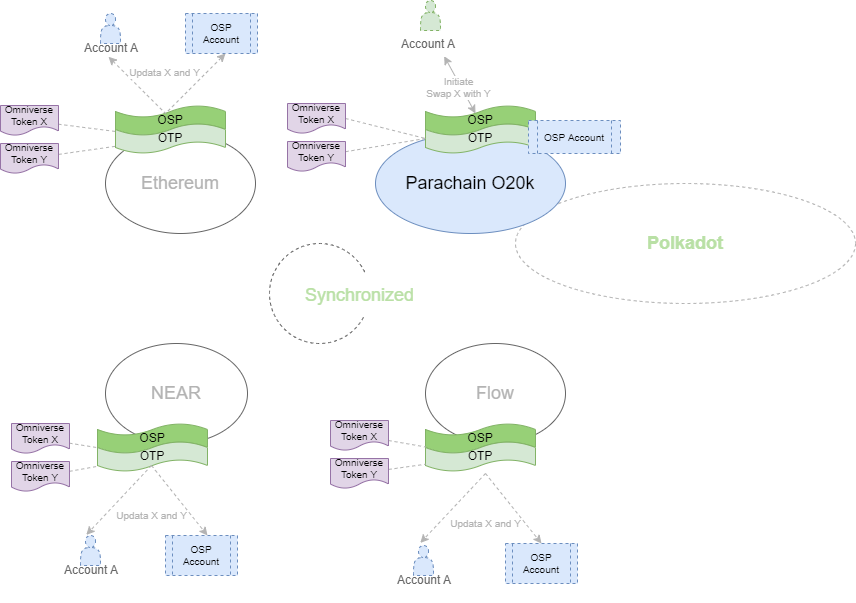 Account A
OSP
Account
Updata X and Y
Omniverse
Token X
Omniverse
Token Y
OSP
OTP
Ethereum
Account A
Initiate
Swap X with Y
Omniverse
Token X
Omniverse
Token Y
OSP
OTP
OSP Account
Parachain O20k
Polkadot
Synchronized
NEAR
Omniverse
Token X
Omniverse
Token Y
OSP
OTP
Updata X and Y
Account A
OSP
Account
Flow
Omniverse
Token X
Omniverse
Token Y
OSP
OTP
Updata X and Y
Account A
OSP
Account